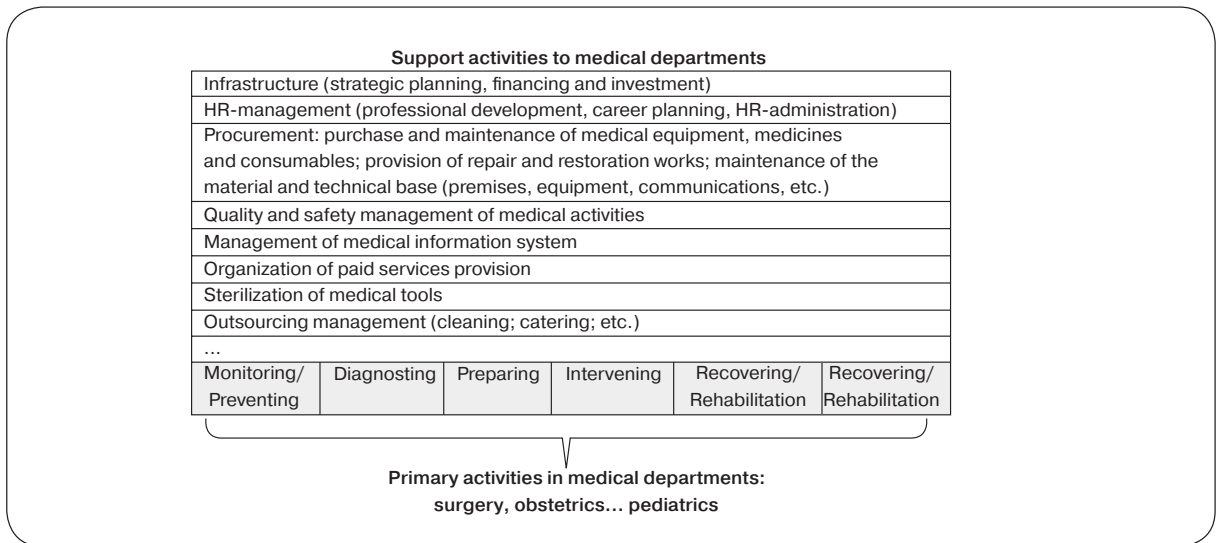 Support activities to medical departments
Infrastructure (strategic planning, financing and investment)
HR-management (professional development, career planning, HR-administration)
Procurement: purchase and maintenance of medical equipment, medicines
and consumables; provision of repair and restoration works; maintenance of the
material and technical base (premises, equipment, communications, etc.)
Quality and safety management of medical activities
Management of medical information system
Organization of paid services provision
Sterilization of medical tools
Outsourcing management (cleaning; catering; etc.)
...
Monitoring/
Preventing
Diagnosting
Preparing
Intervening
Recovering/
Rehabilitation
Recovering/
Rehabilitation
Primary activities in medical departments:
surgery, obstetrics... pediatrics